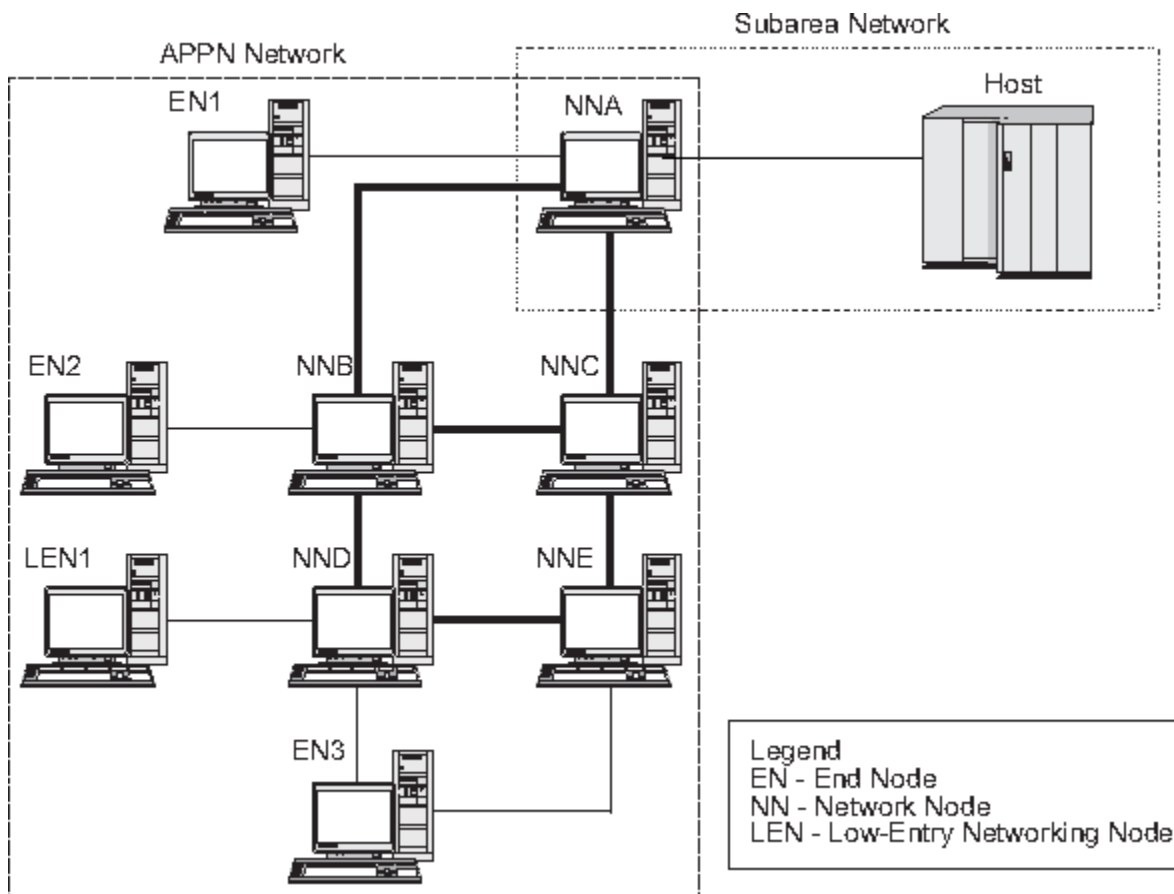 Subarea Network
APPN Network
EN1
NNA
Host
EN2
NNB
NNC
LEN1
NND
NNE
EN3
Legend
EN - End Node
NN - Network Node
LEN - Low-Entry Networking Node